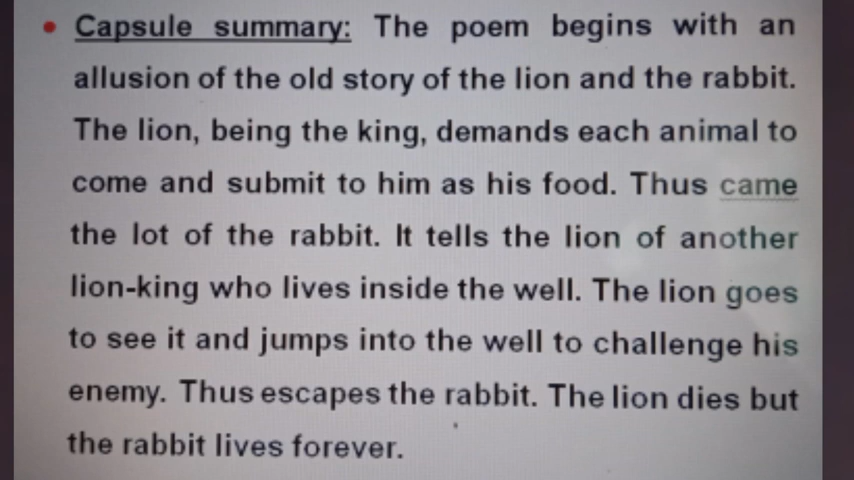 • Capsule summary: The poem begins with an
allusion of the old story of the lion and the rabbit.
The lion, being the king, demands each animal to
come and submit to him as his food. Thus came
the lot of the rabbit. It tells the lion of another
lion-king who lives inside the well. The lion goes
to see it and jumps into the well to challenge his
enemy. Thus escapes the rabbit. The lion dies but
the rabbit lives forever.